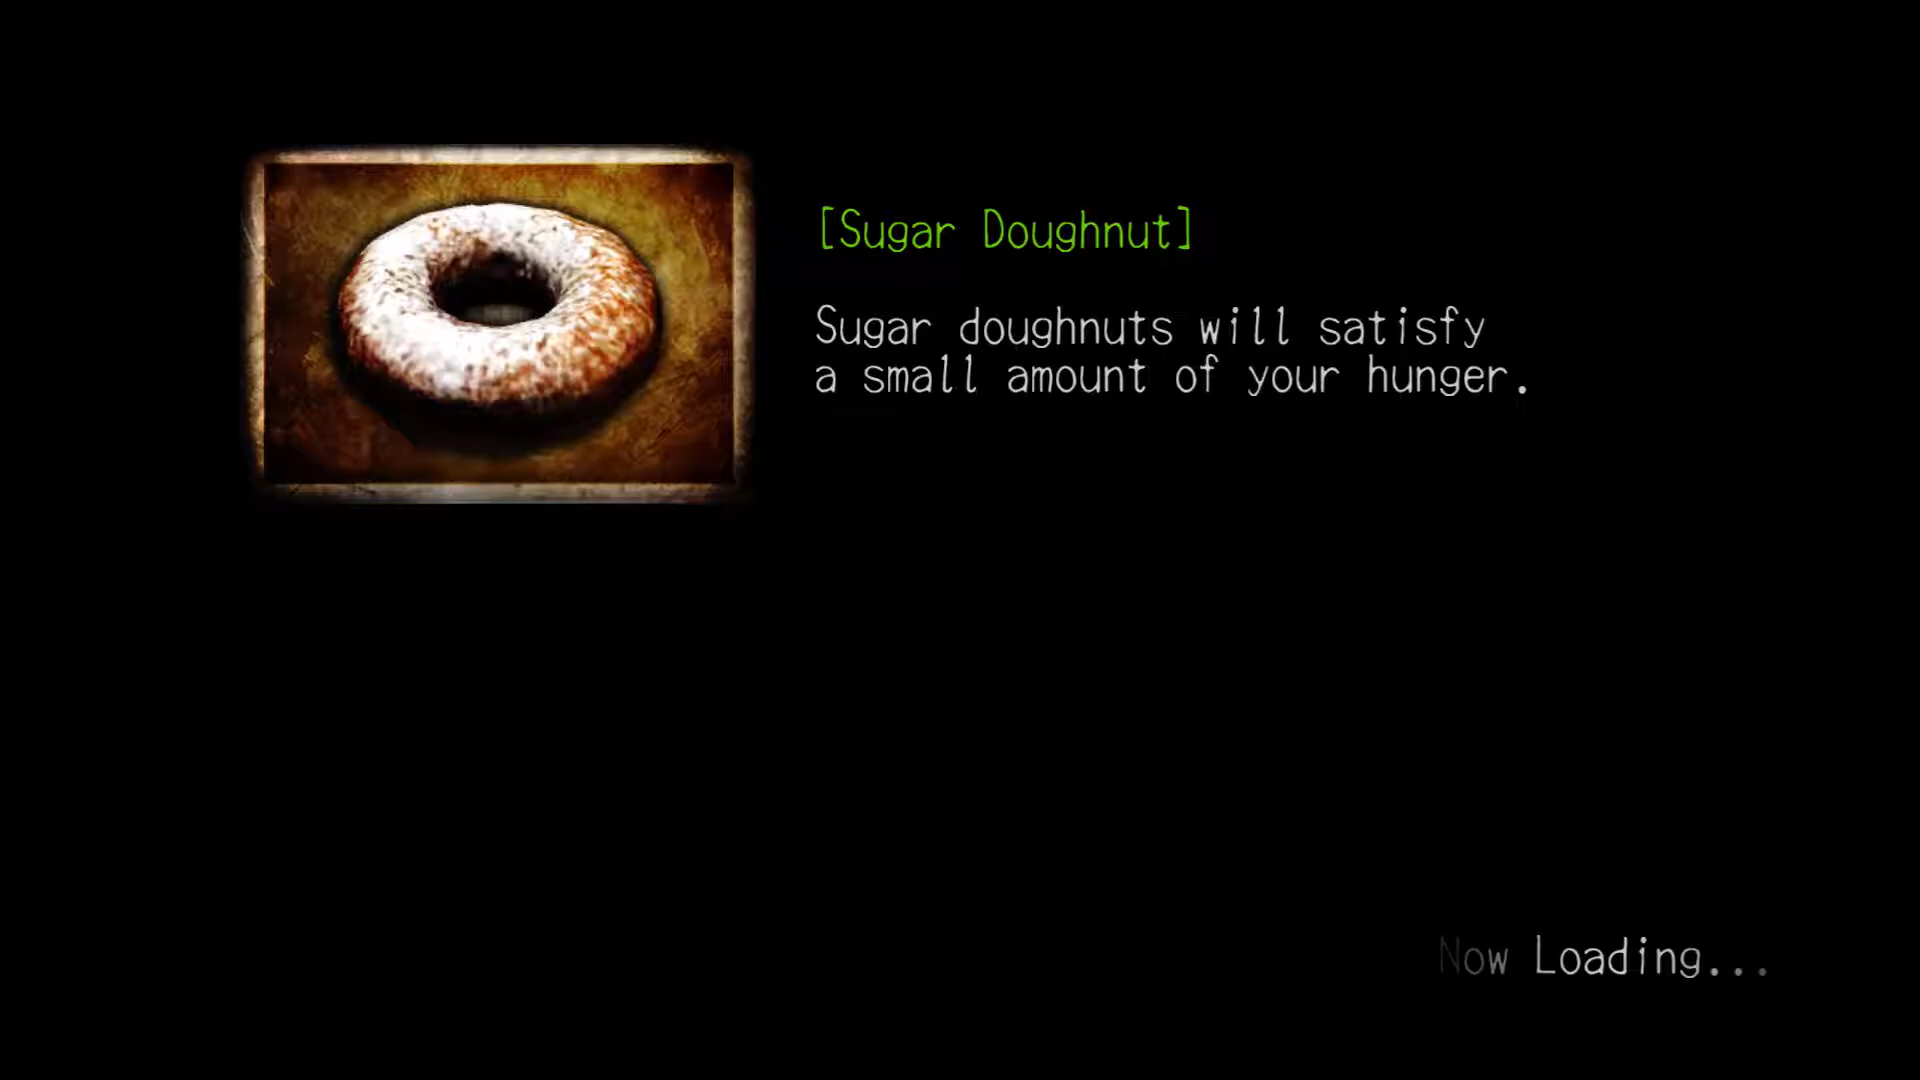 [Sugar Doughnut]
Sugar doughnuts will satisfy
a small amount of your hunger.
Now Loading...